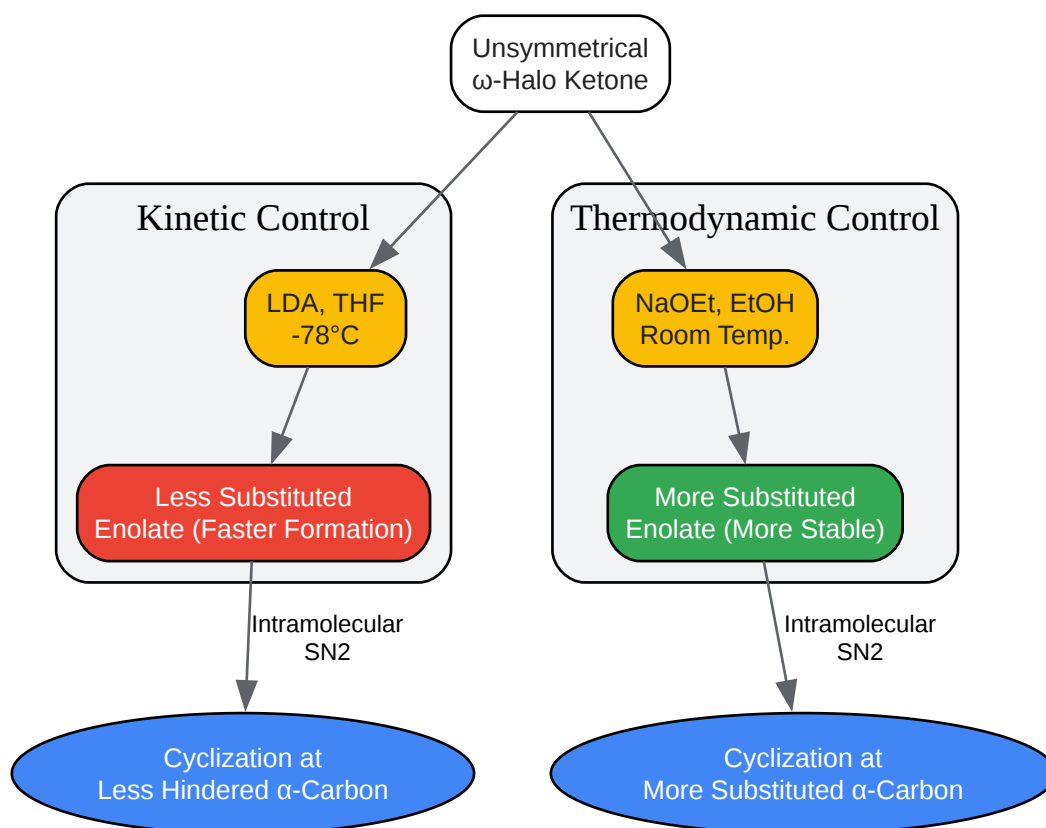 Unsymmetrical
ω-Halo Ketone
Kinetic Control
LDA, THF
-78°C
Less Substituted
Enolate (Faster Formation)
Intramolecular
SN2
Cyclization at
Less Hindered α-Carbon
Thermodynamic Control
NaOEt, EtOH
Room Temp.
More Substituted
Enolate (More Stable)
Intramolecular
SN2
Cyclization at
More Substituted α-Carbon